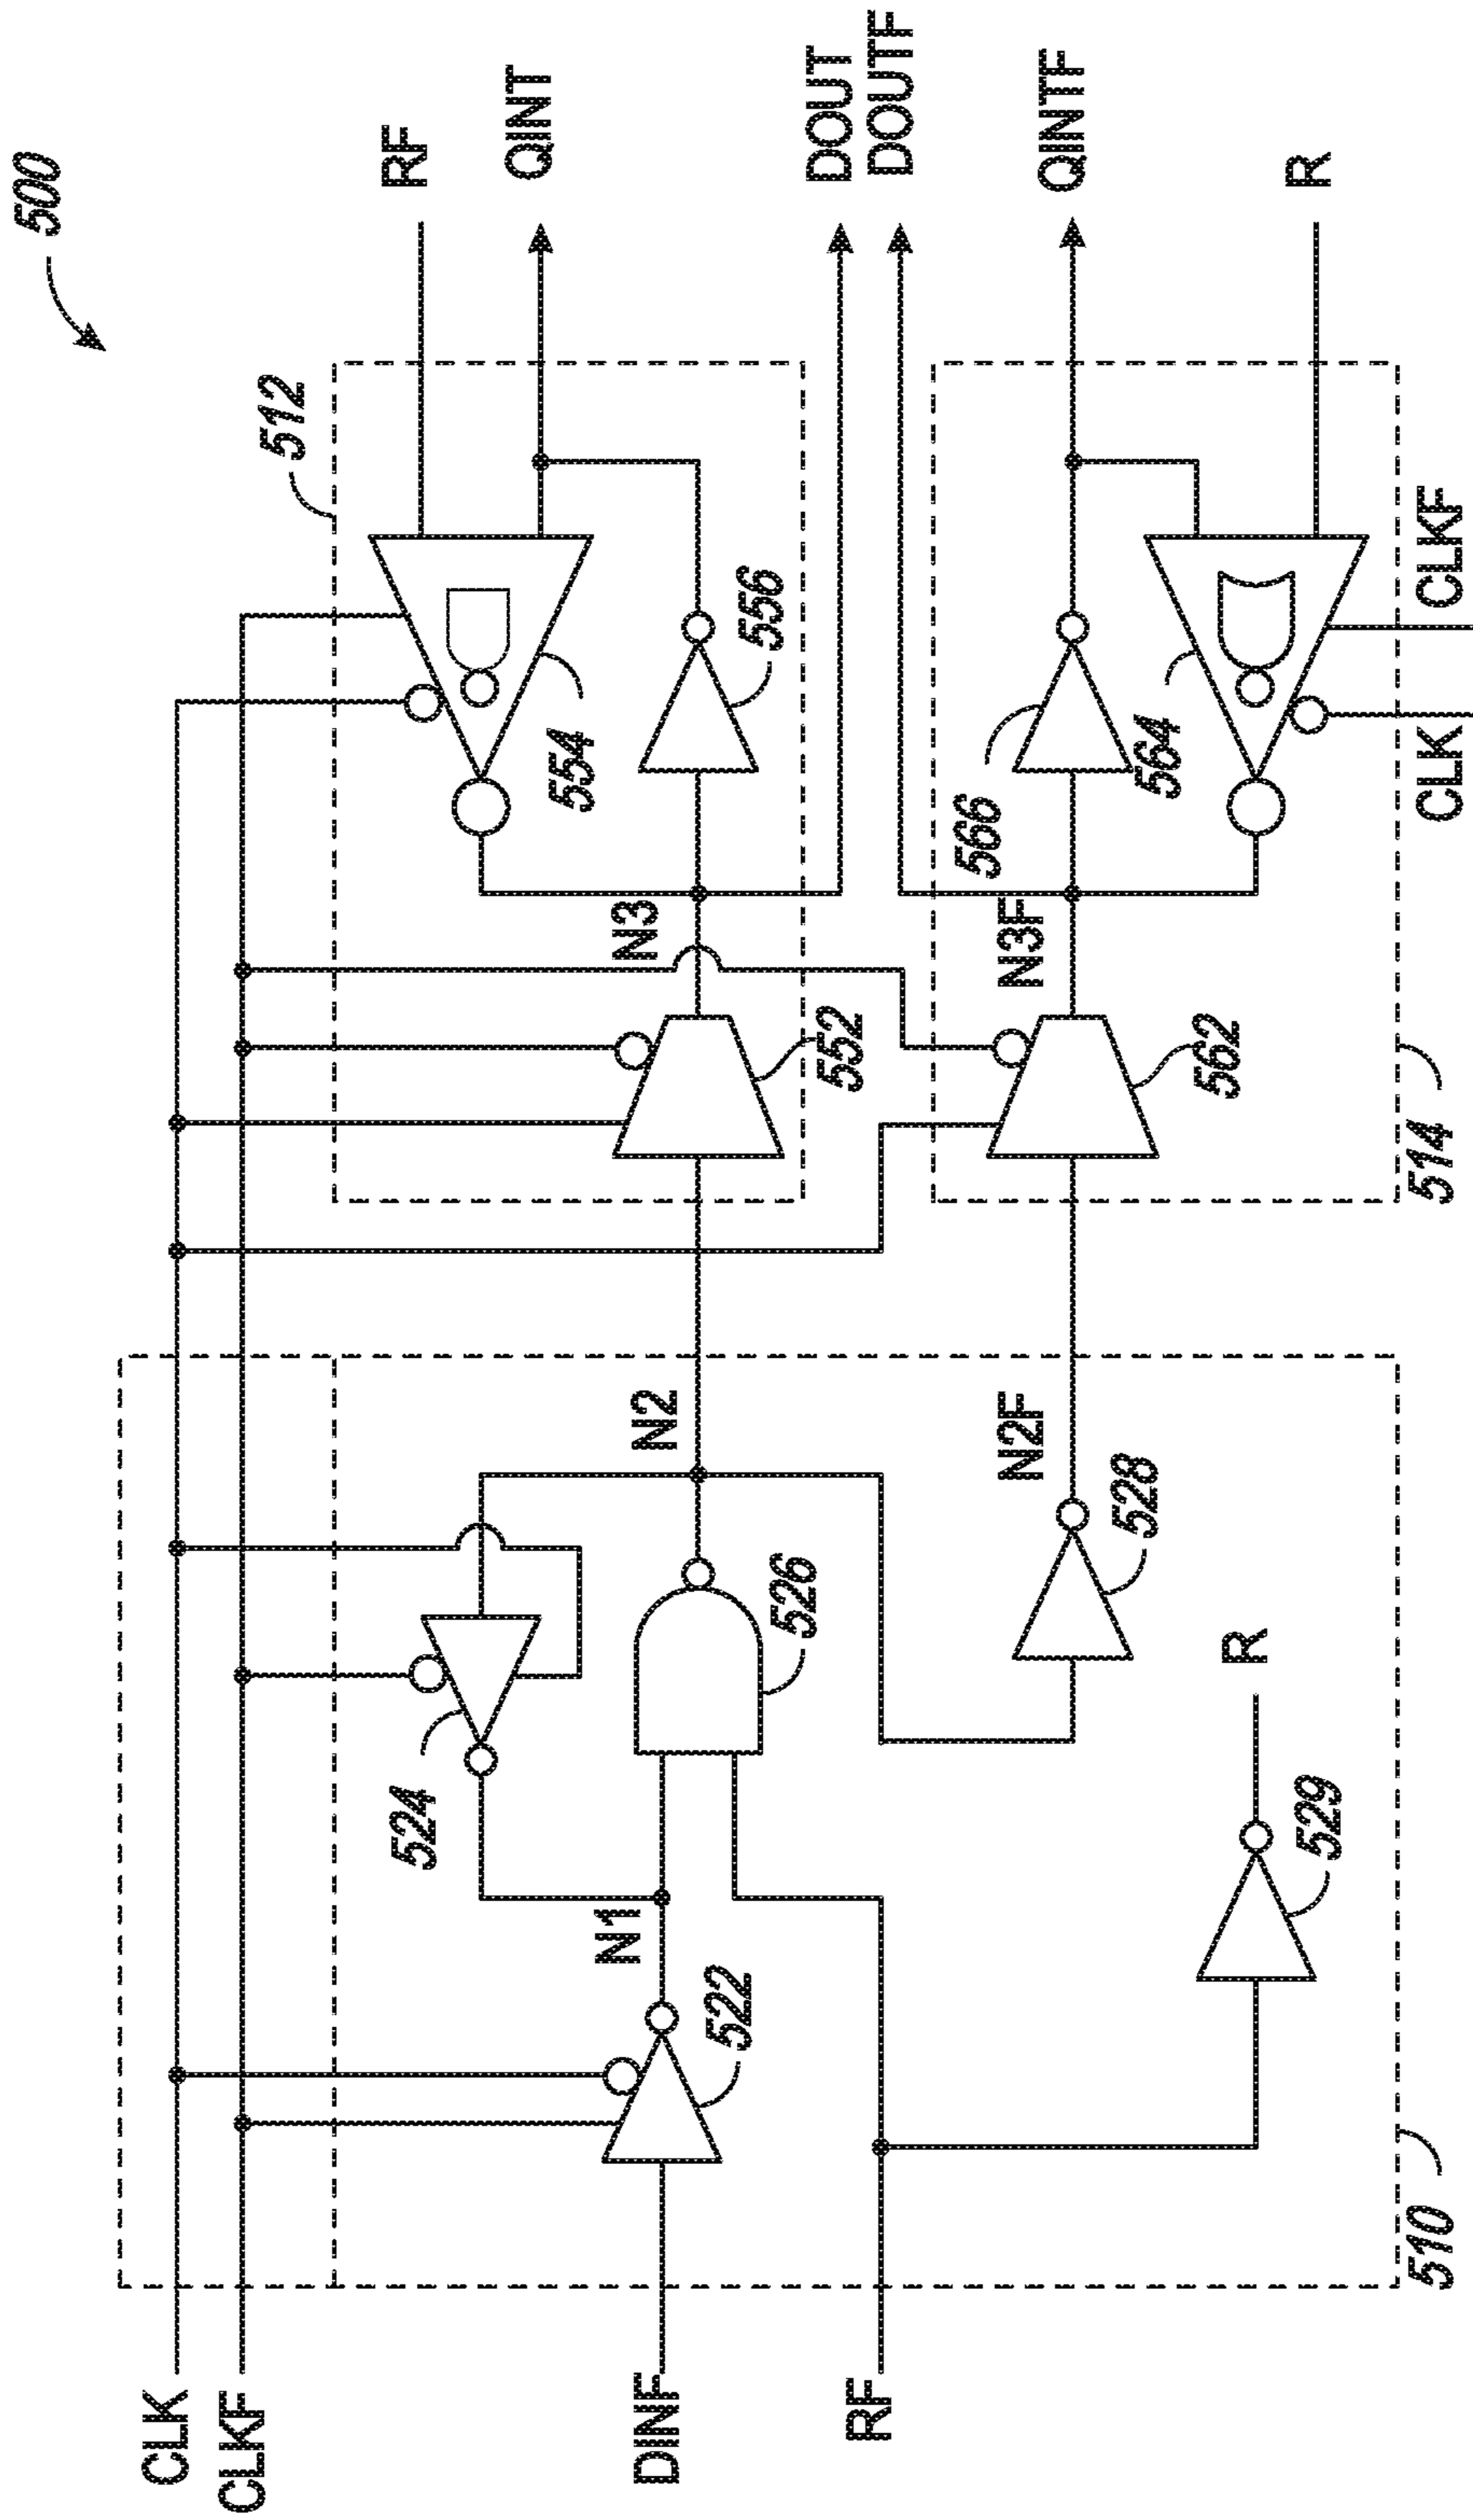 500
CLK
CLKF
DINF
RF
510
522
N1
524
526
N2
528
N2F
529
R
512
552
N3
554
556
RF
QINT
DOUT
DOUTF
514
562
N3F
566
564
QINTF
R
CLK
CLKF